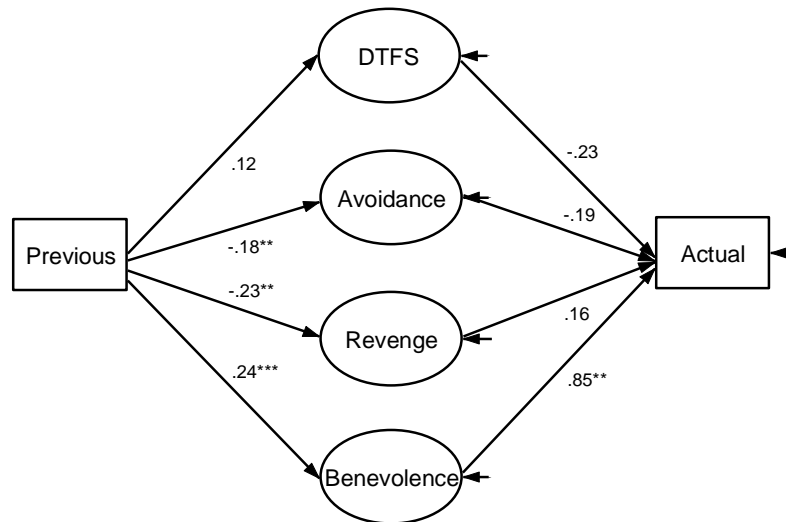 DTFS
.12
-.23
Avoidance
-.18**
-.19
Previous
Actual
-.23**
Revenge
.16
.24***
.85**
Benevolence